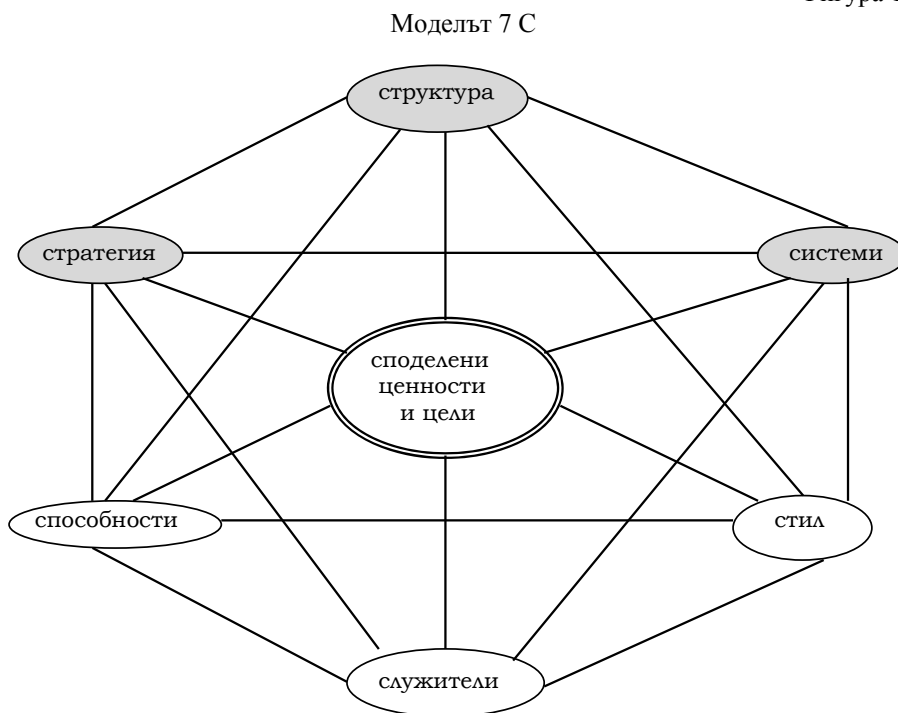 Моделът 7 С
структура
стратегия
системи
споделени
ценности
и цели
способности
стил
служители